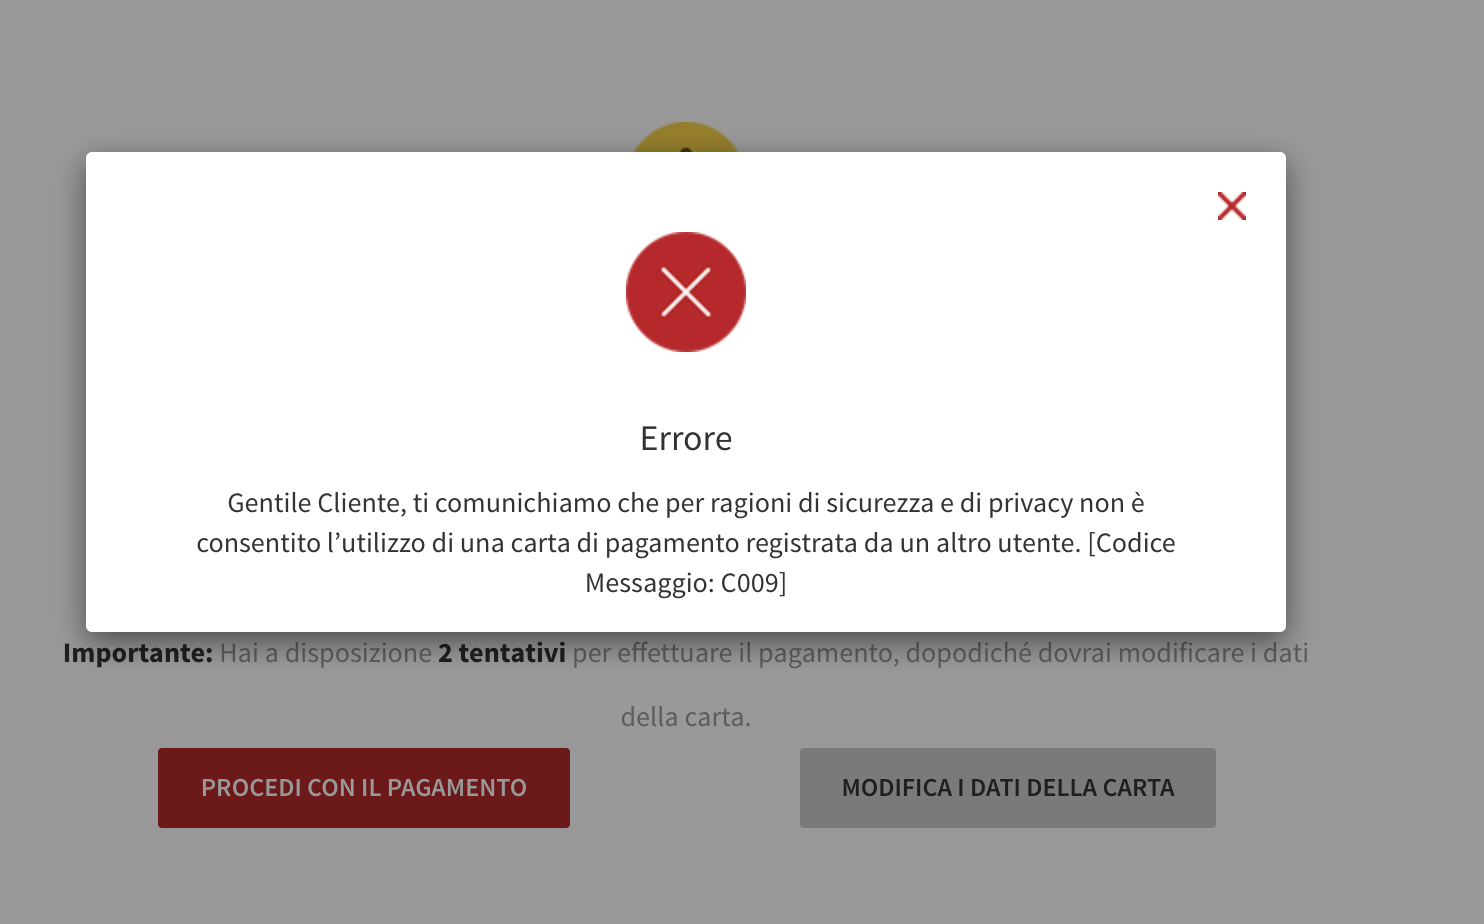 Errore
Gentile Cliente, ti comunichiamo che per ragioni di sicurezza e di privacy non è
consentito l’utilizzo di una carta di pagamento registrata da un altro utente. [Codice
Messaggio: C009]
Importante: Hai a disposizione 2 tentativi per effettuare il pagamento, dopodiché dovrai modificare i dati
della carta.
PROCEDI CON IL PAGAMENTO
MODIFICA I DATI DELLA CARTA